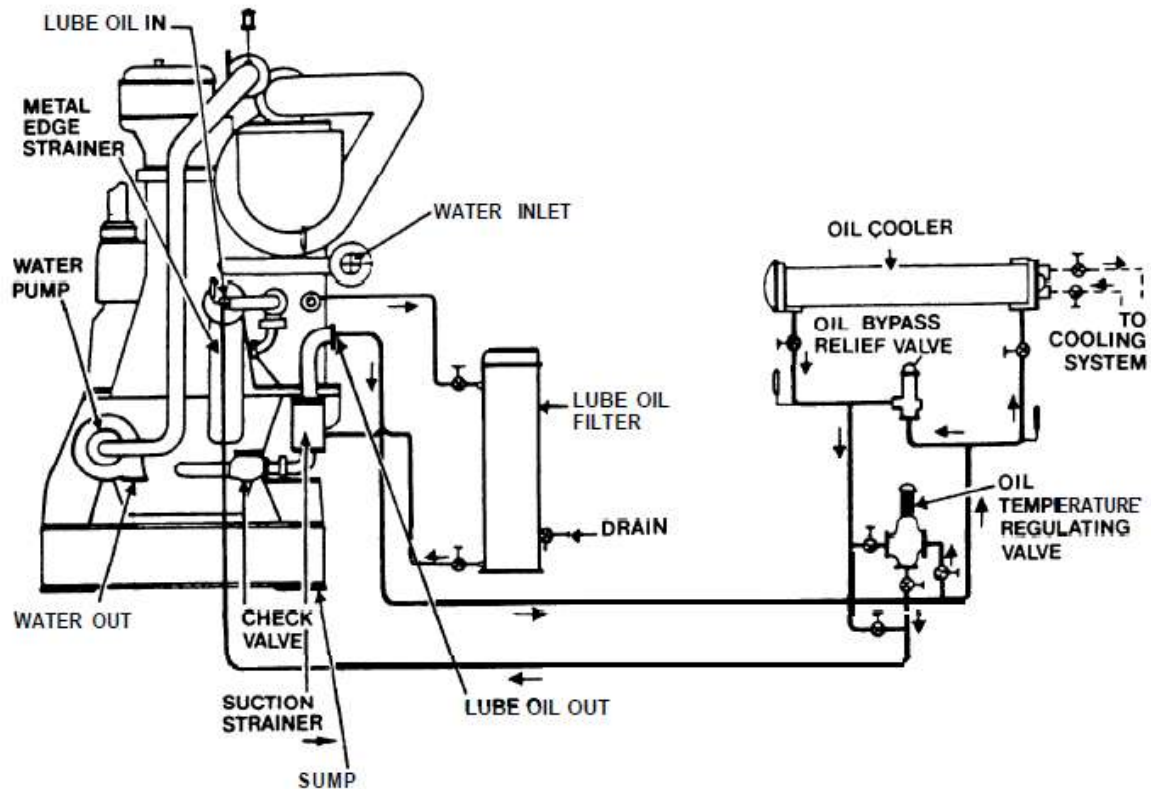 LUBE OIL IN
METAL
EDGE
STRAINER
WATER INLET
OIL COOLER
WATER
PUMP
OIL BYPASS
RELIEF VALVE
TO
COOLING
SYSTEM
LUBE OIL
FILTER
OIL
TEMPERATURE
REGULATING
VALVE
DRAIN
WATER OUT
CHECK
VALVE
SUCTION
STRAINER
LUBE OIL OUT
SUMP